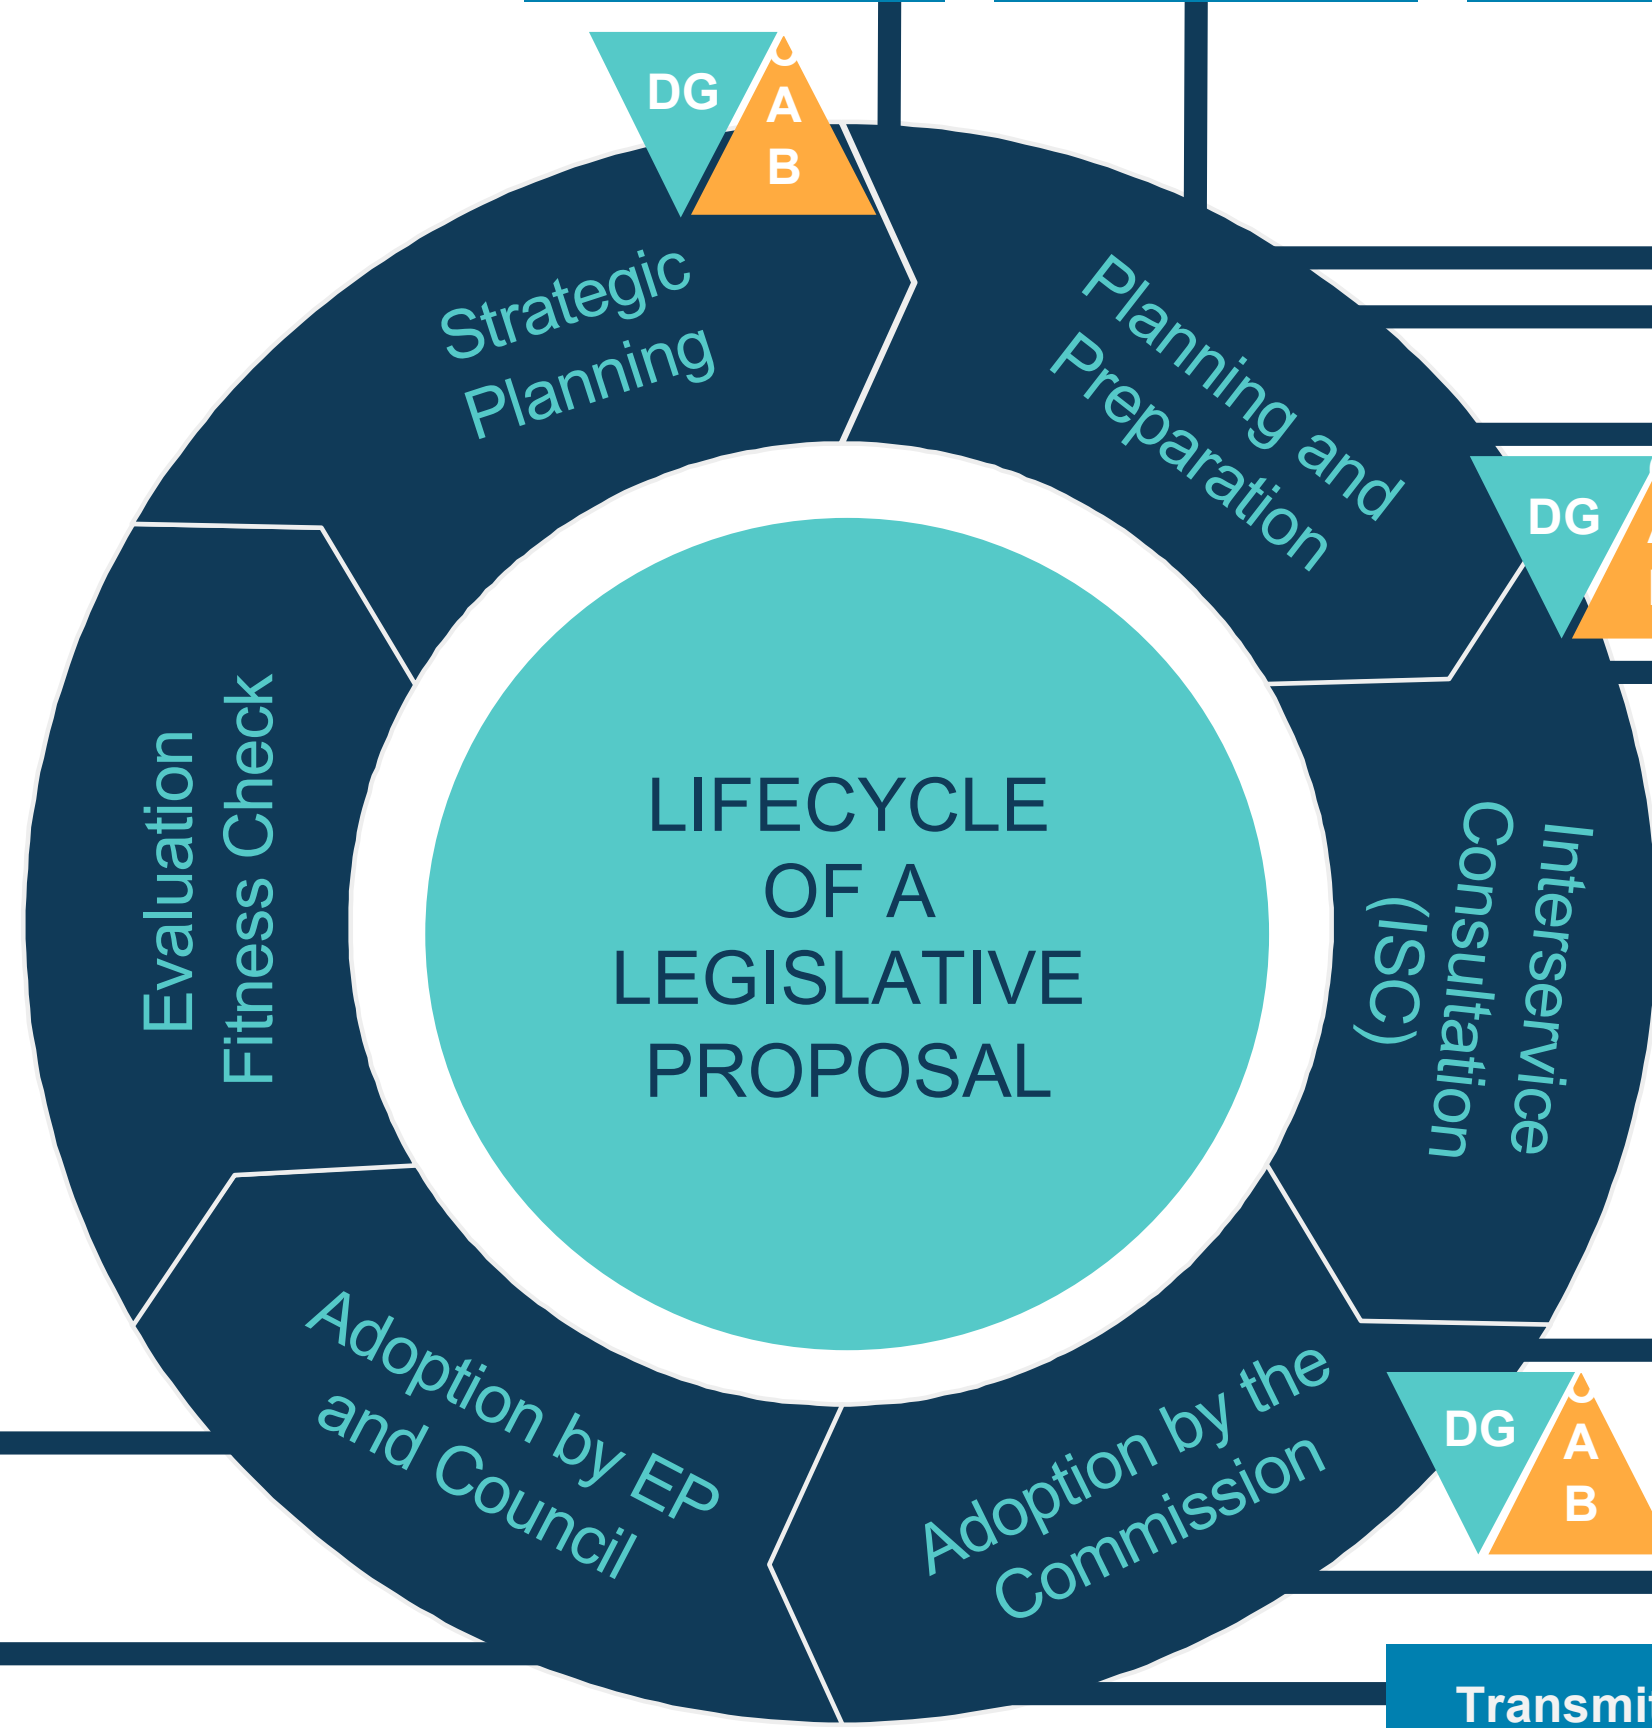 DG
A
B
Strategic
Planning
Planning and
Preparation
DG
Interservice
Consultation
(ISC)
LIFECYCLE
OF A
LEGISLATIVE
PROPOSAL
Evaluation
Fitness Check
Adoption by EP
and Council
Adoption by the
Commission
DG
A
B